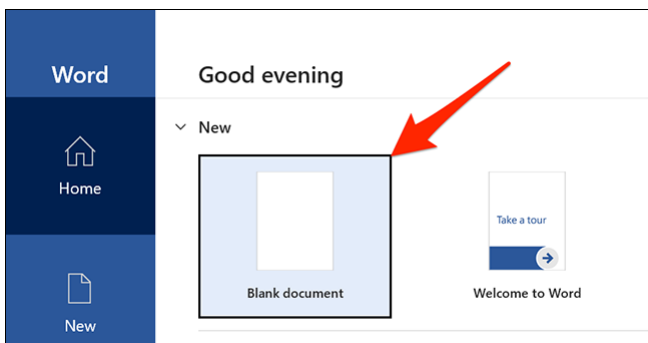 Word
Good evening
New
Home
Take a tour
Blank document
Welcome to Word
New